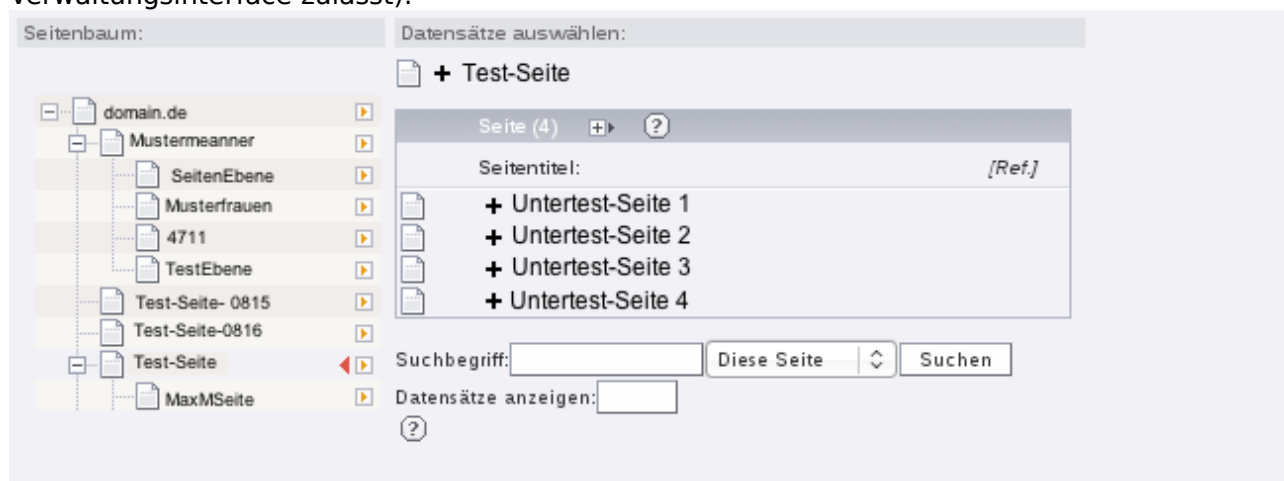 Verwaltungsinterface zulässt).
Seitenbaum:
Datensätze auswählen:
+ Test-Seite
domain.de
Mustermeanner
SeitenEbene
Musterfrauen
4711
TestEbene
Test-Seite- 0815
Test-Seite-0816
Test-Seite
MaxMSeite
Seite (4)
Seitentitel:
[Ref.]
+ Untertest-Seite 1
+ Untertest-Seite 2
+ Untertest-Seite 3
+ Untertest-Seite 4
Suchbegriff:
Diese Seite
Suchen
Datensätze anzeigen: